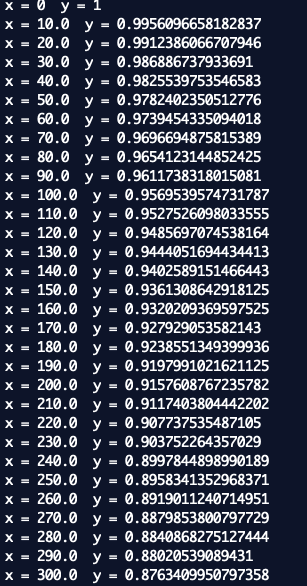 x = 0 y = 1
x = 10.0 y = 0.9956096658182837
x = 20.0 y = 0.9912386066707946
x = 30.0 y = 0.986886737933691
x = 40.0 y = 0.9825539753546583
x = 50.0 y = 0.9782402350512776
x = 60.0 y = 0.9739454335094018
x = 70.0 y = 0.9696694875815389
x = 80.0 y = 0.9654123144852425
x = 90.0 y = 0.9611738318015081
x = 100.0 y = 0.9569539574731787
x = 110.0 y = 0.9527526098033555
x = 120.0 y = 0.9485697074538164
x = 130.0 y = 0.9444051694434413
x = 140.0 y = 0.9402589151466443
x = 150.0 y = 0.9361308642918125
x = 160.0 y = 0.9320209369597525
x = 170.0 y = 0.927929053582143
x = 180.0 y = 0.9238551349399936
x = 190.0 y = 0.9197991021621125
x = 200.0 y = 0.9157608767235782
x = 210.0 y = 0.9117403804442202
x = 220.0 y = 0.907737535487105
x = 230.0 y = 0.903752264357029
x = 240.0 y = 0.8997844898990189
x = 250.0 y = 0.8958341352968371
x = 260.0 y = 0.8919011240714951
x = 270.0 y = 0.8879853800797729
x = 280.0 y = 0.8840868275127444
x = 290.0 y = 0.88020539089431
x = 300.0 y = 0.8763409950797358